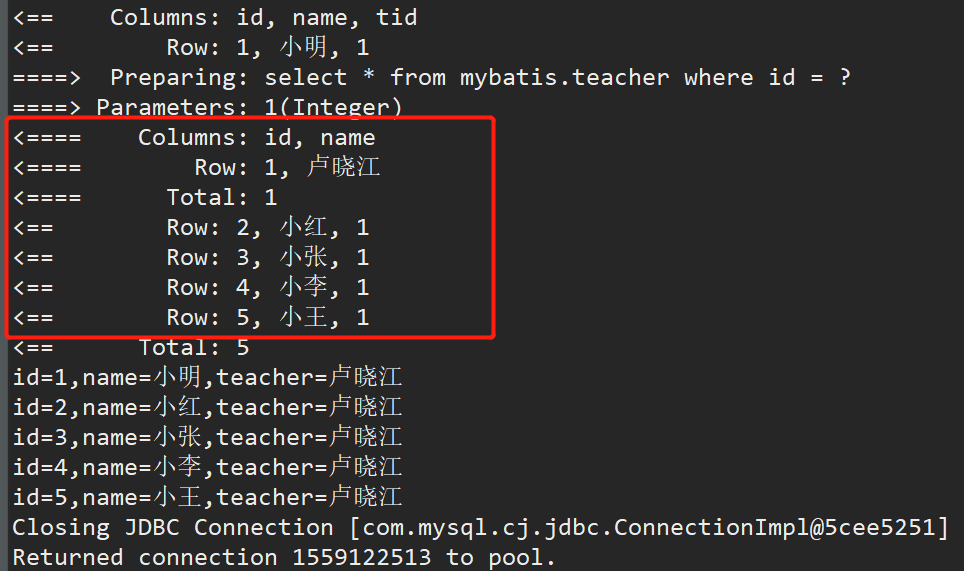 <==    Columns: id, name, tid
<==        Row: 1, 小明, 1
====>  Preparing: select * from mybatis.teacher where id = ?
====> Parameters: 1(Integer)
<====    Columns: id, name
<====        Row: 1, 卢晓江
<====      Total: 1
<==        Row: 2, 小红, 1
<==        Row: 3, 小张, 1
<==        Row: 4, 小李, 1
<==        Row: 5, 小王, 1
<==      Total: 5
id=1,name=小明,teacher=卢晓江
id=2,name=小红,teacher=卢晓江
id=3,name=小张,teacher=卢晓江
id=4,name=小李,teacher=卢晓江
id=5,name=小王,teacher=卢晓江
Closing JDBC Connection [com.mysql.cj.jdbc.ConnectionImpl@5cee5251]
Returned connection 1559122513 to pool.